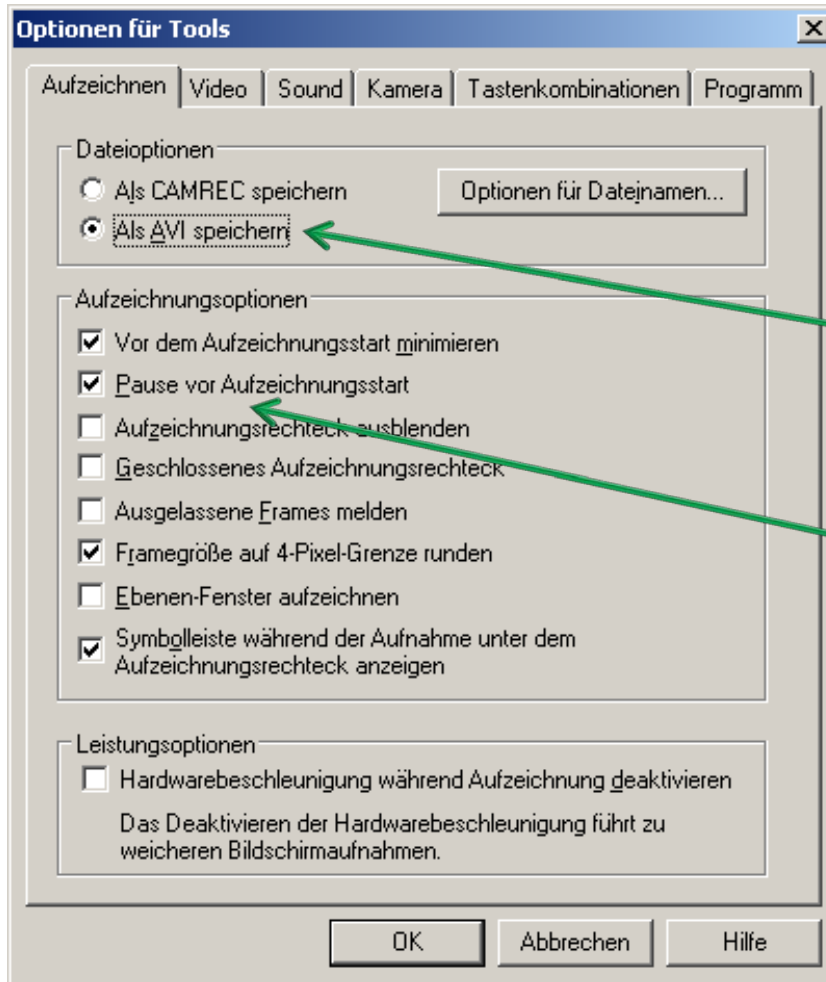 Optionen für Tools
Aufzeichnen Video Sound Kamera Tastenkombinationen Programm
Dateioptionen
Als CAMREC speichern Optionen für Dateinamen...
Als AVI speichern
Aufzeichnungsoptionen
Vor dem Aufzeichnungsstart minimieren
Pause vor Aufzeichnungsstart
Aufzeichnungsrechteck ausblenden
Geschlossenes Aufzeichnungsrechteck
Ausgelassene Frames melden
Framegröße auf 4-Pixel-Grenze runden
Ebenen-Fenster aufzeichnen
Symbolleiste während der Aufnahme unter dem
Aufzeichnungsrechteck anzeigen
Leistungsoptionen
Hardwarebeschleunigung während Aufzeichnung deaktivieren
Das Deaktivieren der Hardwarebeschleunigung führt zu
weicheren Bildschirmaufnahmen.
OK Abbrechen Hilfe